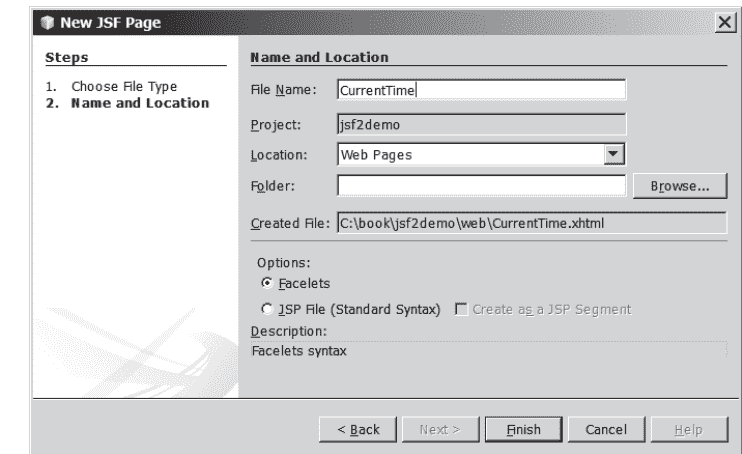 New JSF Page
Steps
1. Choose File Type
2. Name and Location
Name and Location
File Name: CurrentTime
Project: jsf2demo
Location: Web Pages
Folder:
Browse...
Created File: C:\book\jsf2demo\web\CurrentTime.xhtml
Options:
Facelets
JSP File (Standard Syntax) Create as a JSP Segment
Description:
Facelets syntax
< Back Next > Finish Cancel Help